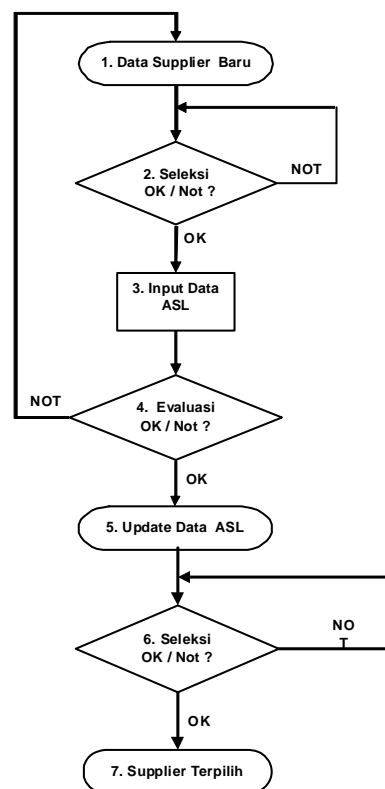 1. Data Supplier Baru
2. Seleksi
OK / Not ?
NOT
OK
3. Input Data
ASL
4. Evaluasi
OK / Not ?
NOT
OK
5. Update Data ASL
6. Seleksi
OK / Not ?
NO
T
OK
7. Supplier Terpilih